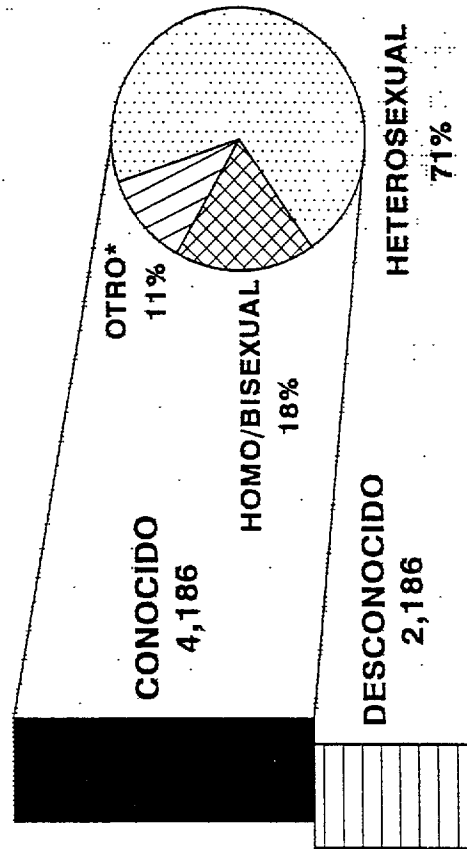 CONOCIDO
4,186
DESCONOCIDO
2,186
OTRO*
11%
HOMO/BISEXUAL
18%
HETEROSEXUAL
71%